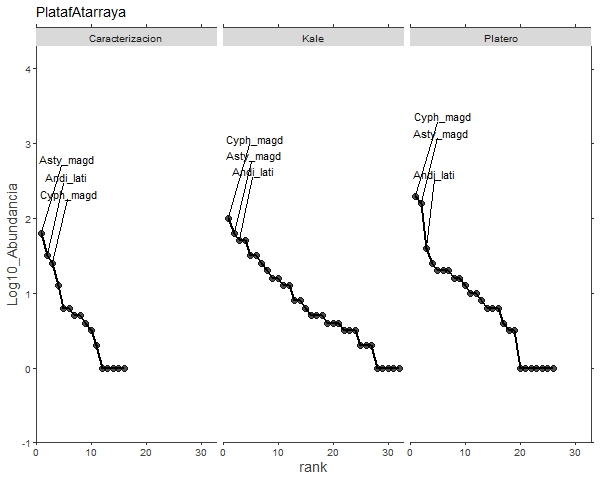 PlatafAtarraya
Caracterizacion
Kale
Platero
Log10_Abundancia
4
3
2
1
0
-1
Asty_magd
Andi_lati
Cyph_magd
Cyph_magd
Asty_magd
Andi_lati
Cyph_magd
Asty_magd
Andi_lati
0 10 20 30
0 10 20 30
0 10 20 30
rank